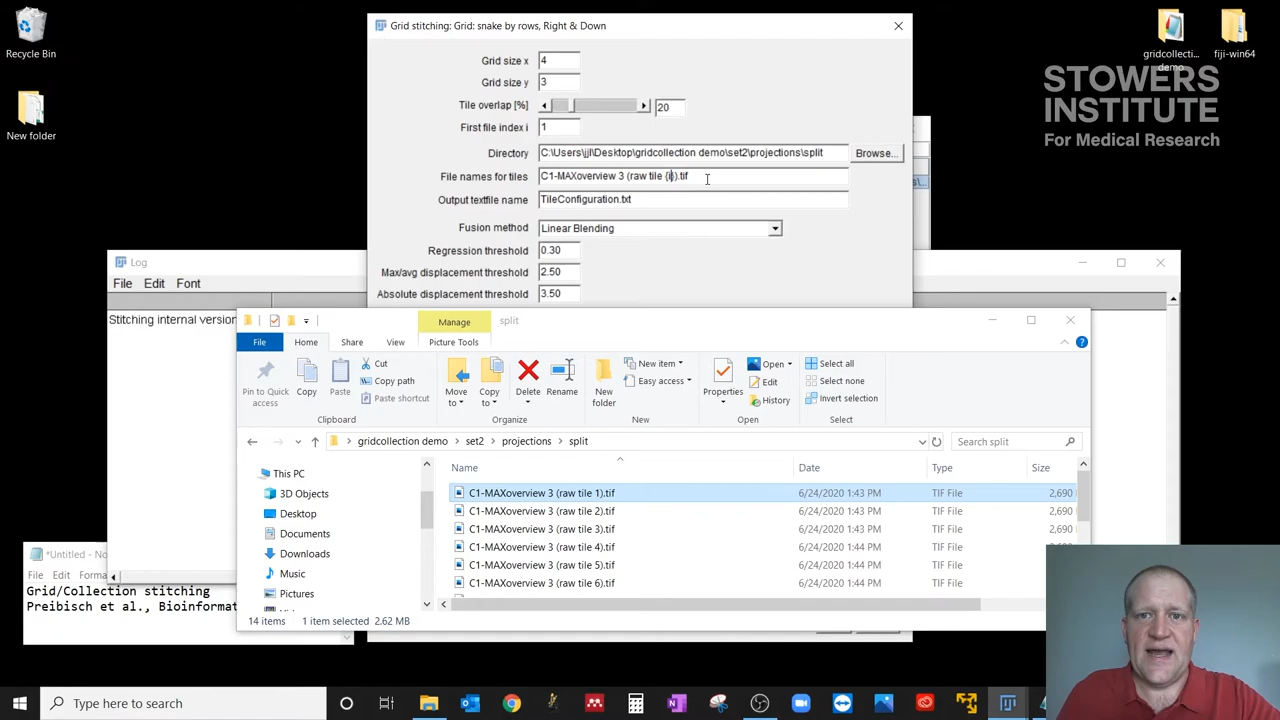 Recycle Bin
New folder
gridcollecti...
demo
fiji-win64
STOWERS
INSTITUTE
For Medical Research
Grid stitching: Grid: snake by rows, Right & Down
Grid size x 4
Grid size y 3
Tile overlap [%] 20
First file index i 1
Directory C:\Users\jjl\Desktop\gridcollection demo\set2\projections\split Browse...
File names for tiles C1-MAXoverview 3 (raw tile {i}).tif
Output textfile name TileConfiguration.txt
Fusion method Linear Blending
Regression threshold 0.30
Max/avg displacement threshold 2.50
Absolute displacement threshold 3.50
Log
File Edit Font
Stitching internal version
Manage split
File Home Share View Picture Tools
Pin to Quick access
Copy
Paste
Cut
Copy path
Paste shortcut
Clipboard
Move to
Copy to
Delete
Rename
Organize
New folder
New item
Easy access
New
Properties
Open
Edit
History
Open
Select all
Select none
Invert selection
Select
gridcollection demo > set2 > projections > split
Search split
This PC
3D Objects
Desktop
Documents
Downloads
Music
Pictures
Name Date Type Size
C1-MAXoverview 3 (raw tile 1).tif 6/24/2020 1:43 PM TIF File 2,690
C1-MAXoverview 3 (raw tile 2).tif 6/24/2020 1:43 PM TIF File 2,690
C1-MAXoverview 3 (raw tile 3).tif 6/24/2020 1:43 PM TIF File 2,690
C1-MAXoverview 3 (raw tile 4).tif 6/24/2020 1:44 PM TIF File 2,690
C1-MAXoverview 3 (raw tile 5).tif 6/24/2020 1:44 PM TIF File 2,690
C1-MAXoverview 3 (raw tile 6).tif 6/24/2020 1:44 PM TIF File 2,690
14 items 1 item selected 2.62 MB
*Untitled - No
File Edit Forma
Grid/Collection stitching
Preibisch et al., Bioinformat
Type here to search